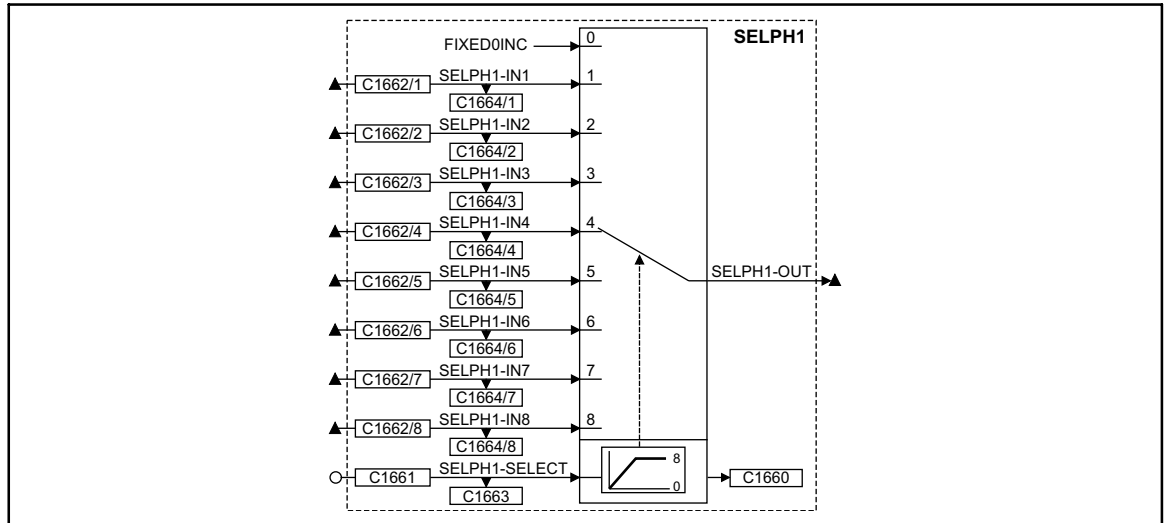 SELPH1
FIXED0INC 0
C1662/1 SELPH1-IN1 1
C1664/1
C1662/2 SELPH1-IN2 2
C1664/2
C1662/3 SELPH1-IN3 3
C1664/3
C1662/4 SELPH1-IN4 4
C1664/4
C1662/5 SELPH1-IN5 5 SELPH1-OUT
C1664/5
C1662/6 SELPH1-IN6 6
C1664/6
C1662/7 SELPH1-IN7 7
C1664/7
C1662/8 SELPH1-IN8 8
C1664/8
8
C1661 SELPH1-SELECT C1660
0
C1663